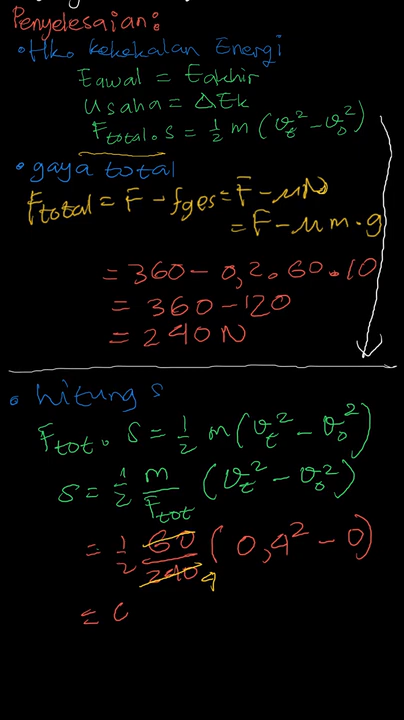 Penyelesaian:
• Hk. kekekalan Energi
Eawal = Eakhir
usaha = ΔEk
Ftotal . s = 1/2 m (vt² - v0²)
• gaya total
Ftotal = F - fges = F - μN
= F - μ m . g
= 360 - 0,2 . 60 . 10
= 360 - 120
= 240 N
• hitung s
Ftot . s = 1/2 m (vt² - v0²)
s = 1/2 m/Ftot (vt² - v0²)
= 1/2 60/240 4 (0,4² - 0)
= 0